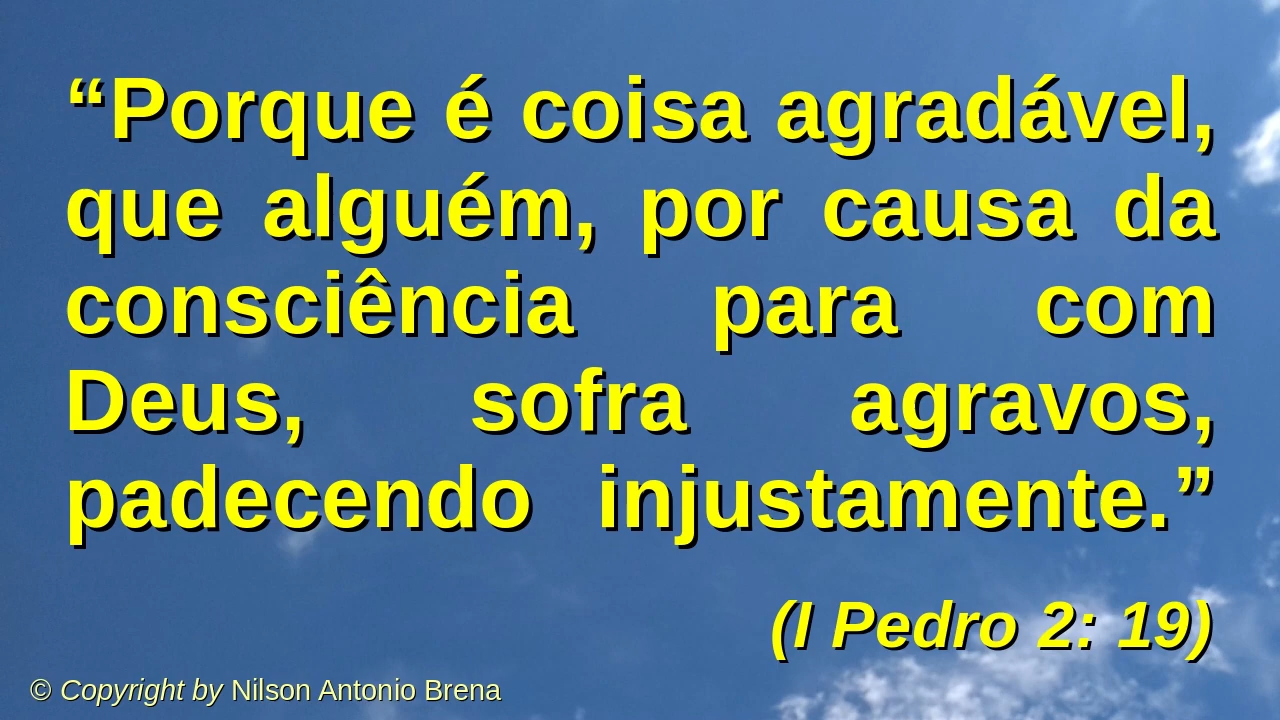 “Porque é coisa agradável,
que alguém, por causa da
consciência para com
Deus, sofra agravos,
padecendo injustamente.”
(I Pedro 2: 19)
© Copyright by Nilson Antonio Brena